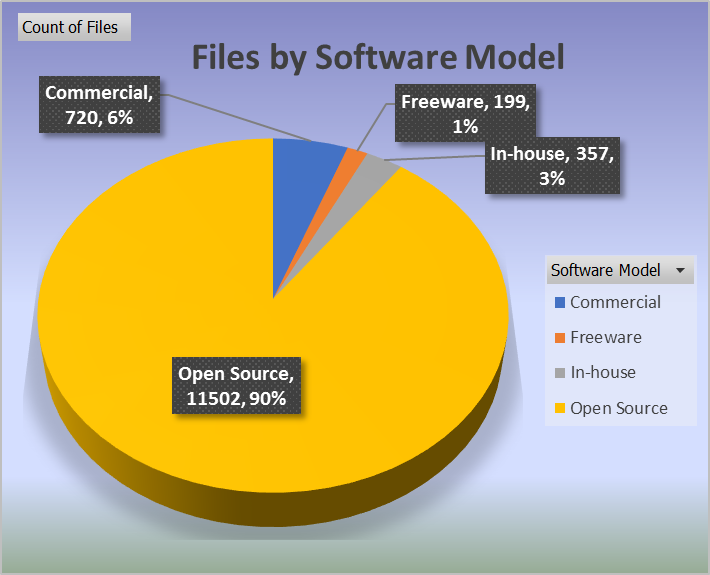 Count of Files
Files by Software Model
Commercial,
720, 6%
Freeware, 199,
1%
In-house, 357,
3%
Open Source,
11502, 90%
Software Model
Commercial
Freeware
In-house
Open Source